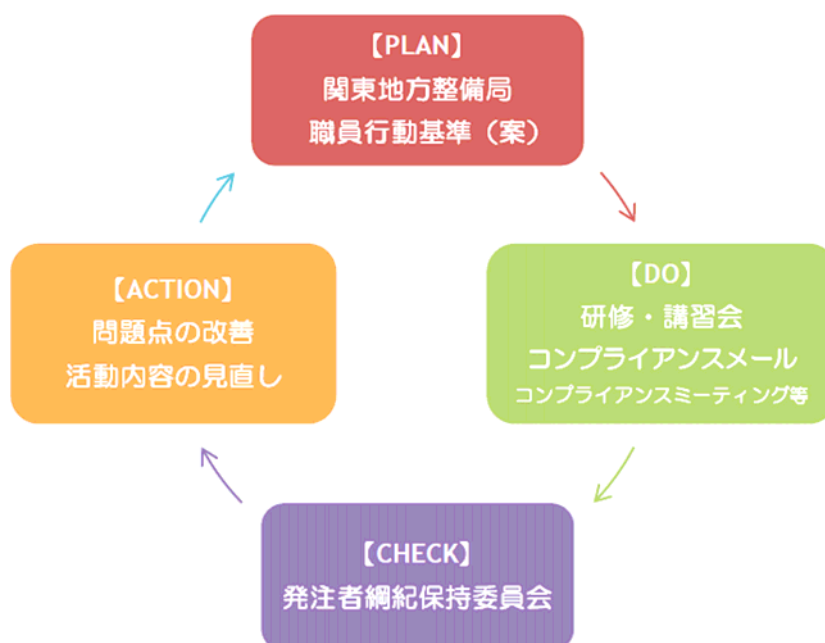 【PLAN】
関東地方整備局
職員行動基準（案）
【DO】
研修・講習会
コンプライアンスメール
コンプライアンスミーティング等
【CHECK】
発注者綱紀保持委員会
【ACTION】
問題点の改善
活動内容の見直し